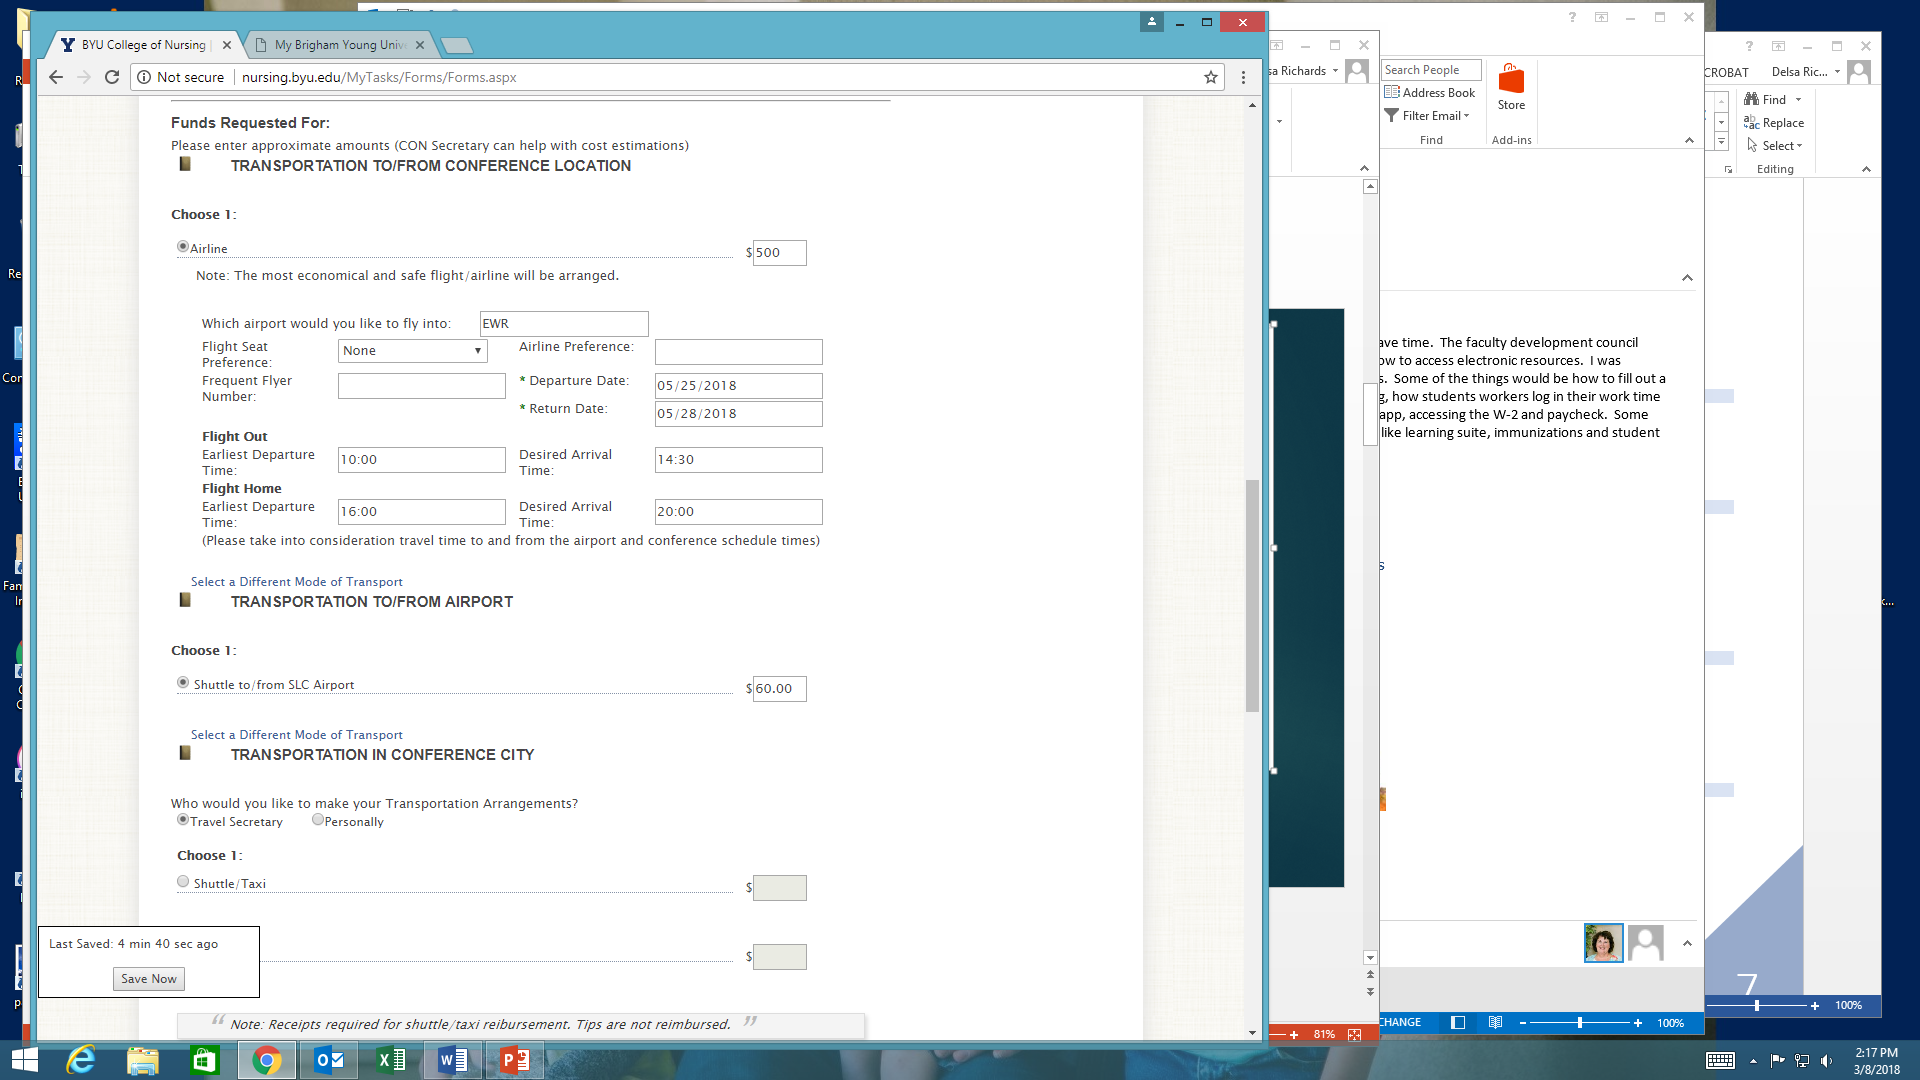 BYU College of Nursing |
My Brigham Young Univ
Not secure
nursing.byu.edu/MyTasks/Forms/Forms.aspx
Funds Requested For:
Please enter approximate amounts (CON Secretary can help with cost estimations)
TRANSPORTATION TO/FROM CONFERENCE LOCATION
Choose 1:
Airline
$ 500
Note: The most economical and safe flight/airline will be arranged.
Which airport would you like to fly into: EWR
Flight Seat Preference: None
Airline Preference:
Frequent Flyer Number:
* Departure Date: 05/25/2018
* Return Date: 05/28/2018
Flight Out
Earliest Departure Time: 10:00
Desired Arrival Time: 14:30
Flight Home
Earliest Departure Time: 16:00
Desired Arrival Time: 20:00
(Please take into consideration travel time to and from the airport and conference schedule times)
Select a Different Mode of Transport
TRANSPORTATION TO/FROM AIRPORT
Choose 1:
Shuttle to/from SLC Airport
$ 60.00
Select a Different Mode of Transport
TRANSPORTATION IN CONFERENCE CITY
Who would you like to make your Transportation Arrangements?
Travel Secretary Personally
Choose 1:
Shuttle/Taxi
$
$
Last Saved: 4 min 40 sec ago
Save Now
“ Note: Receipts required for shuttle/taxi reibursement. Tips are not reimbursed. ”
sa Richards
Search People
Address Book
Filter Email
Find
Store
Add-ins
CROBAT
Delsa Ric...
Find
Replace
Select
Editing
ave time. The faculty development council
ow to access electronic resources. I was
s. Some of the things would be how to fill out a
g, how students workers log in their work time
app, accessing the W-2 and paycheck. Some
like learning suite, immunizations and student
s
7
CHANGE
81%
100%
100%
Re
Con
Fam
In
k...
2:17 PM
3/8/2018